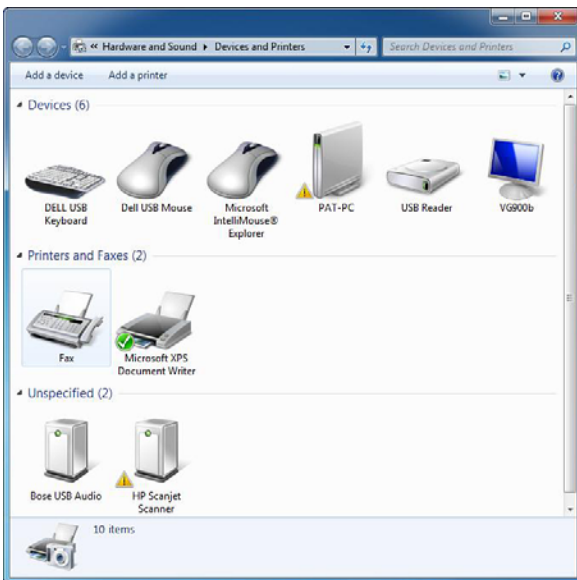 « Hardware and Sound ▸ Devices and Printers
Search Devices and Printers
Add a device Add a printer
Devices (6)
DELL USB Keyboard
Dell USB Mouse
Microsoft IntelliMouse® Explorer
PAT-PC
USB Reader
VG900b
Printers and Faxes (2)
Fax
Microsoft XPS Document Writer
Unspecified (2)
Bose USB Audio
HP Scanjet Scanner
10 items